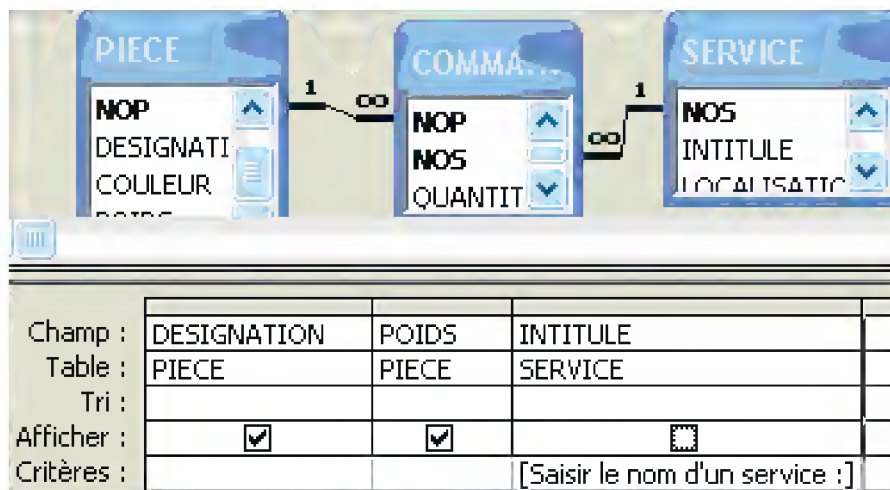 PIECE
NOP
DESIGNATI
COULEUR
1
∞
COMMA
NOP
NOS
QUANTIT
∞
1
SERVICE
NOS
INTITULE
LOCALISATIC
Champ : DESIGNATION POIDS INTITULE
Table : PIECE PIECE SERVICE
Tri :
Afficher :
Critères : [Saisir le nom d'un service :]